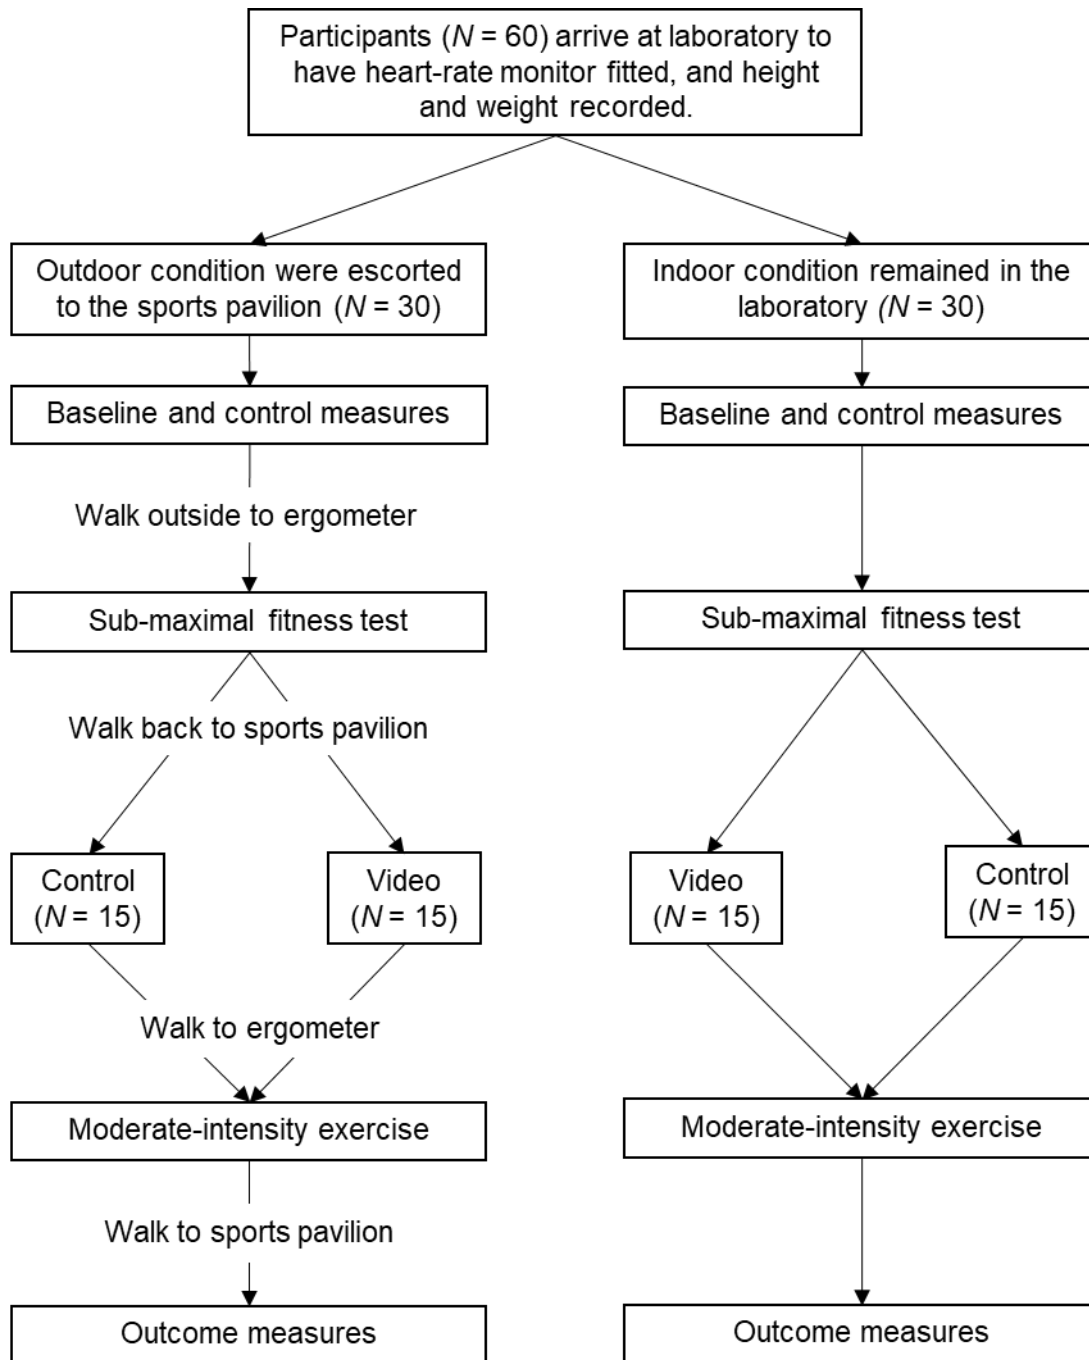 Participants (N = 60) arrive at laboratory to
have heart-rate monitor fitted, and height
and weight recorded.
Outdoor condition were escorted
to the sports pavilion (N = 30)
Indoor condition remained in the
laboratory (N = 30)
Baseline and control measures
Baseline and control measures
Walk outside to ergometer
Sub-maximal fitness test
Sub-maximal fitness test
Walk back to sports pavilion
Control
(N = 15)
Video
(N = 15)
Video
(N = 15)
Control
(N = 15)
Walk to ergometer
Moderate-intensity exercise
Moderate-intensity exercise
Walk to sports pavilion
Outcome measures
Outcome measures